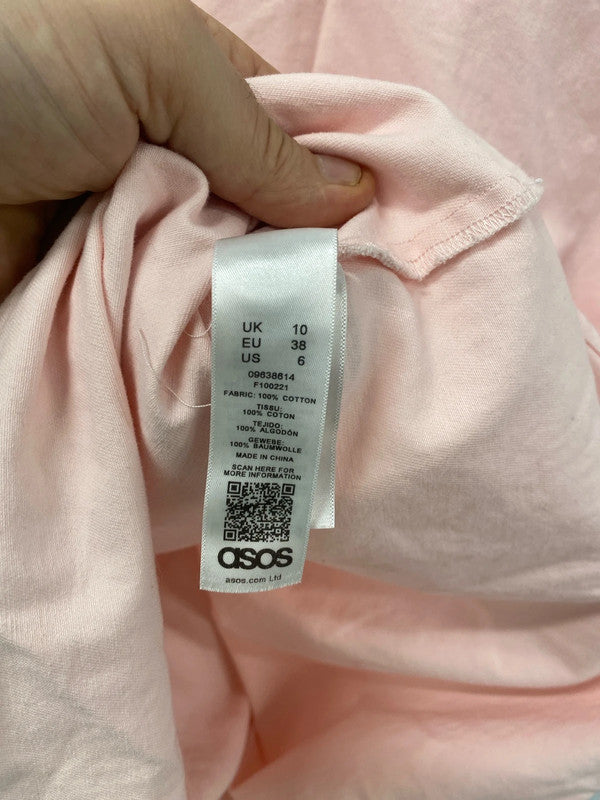 UK 10
EU 38
US 6
09638614
F100221
FABRIC: 100% COTTON
TISSU:
100% COTON
TEJIDO:
100% ALGODÓN
GEWEBE:
100% BAUMWOLLE
MADE IN CHINA
SCAN HERE FOR
MORE INFORMATION
asos
asos.com Ltd